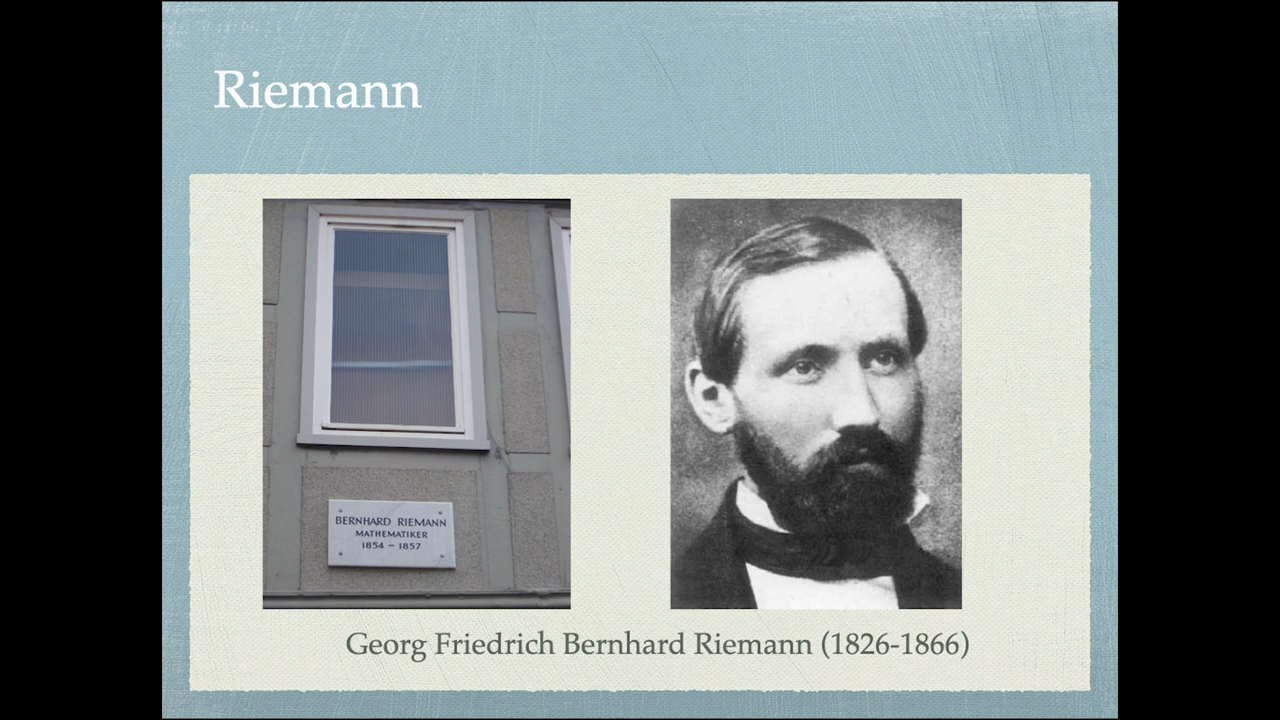 Riemann
BERNHARD RIEMANN
MATHEMATIKER
1854 – 1857
Georg Friedrich Bernhard Riemann (1826-1866)